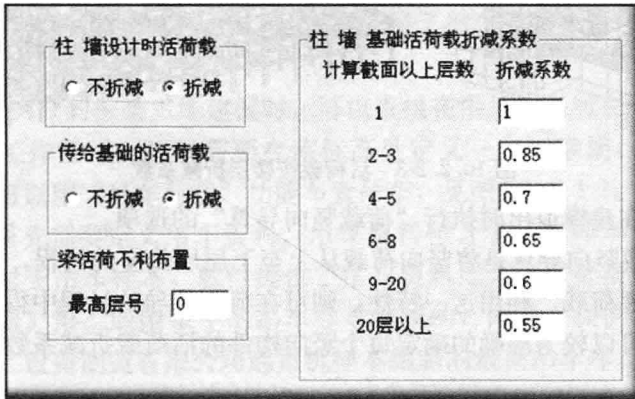 柱 墙设计时活荷载
不折减 折减
传给基础的活荷载
不折减 折减
梁活荷不利布置
最高层号 0
柱 墙 基础活荷载折减系数
计算截面以上层数 折减系数
1 1
2-3 0.85
4-5 0.7
6-8 0.65
9-20 0.6
20层以上 0.55